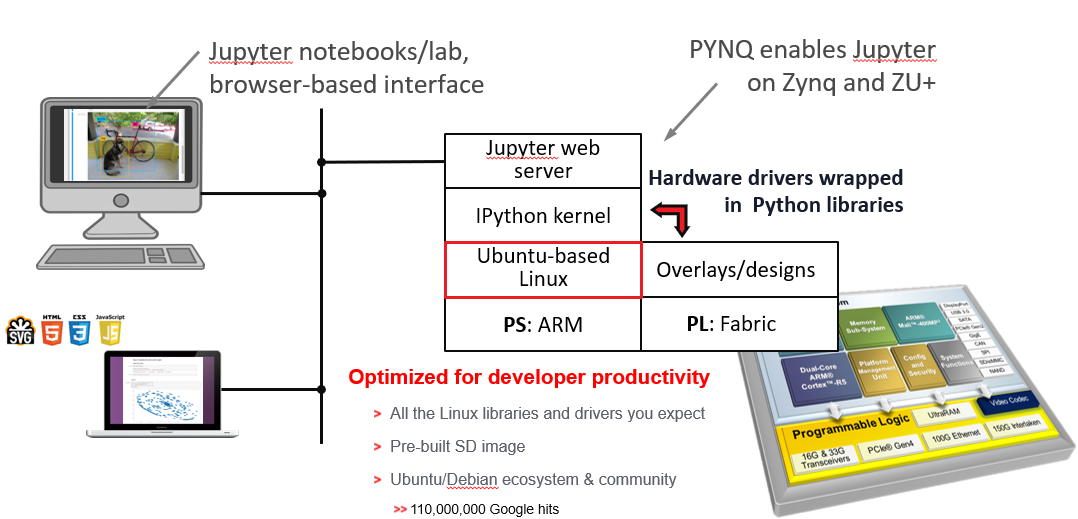 Jupyter notebooks/lab,
browser-based interface
PYNQ enables Jupyter
on Zynq and ZU+
Jupyter web
server
IPython kernel
Ubuntu-based
Linux
PS: ARM
Hardware drivers wrapped
in Python libraries
Overlays/designs
PL: Fabric
SVG
HTML
5
CSS
3
JavaScript
JS
Optimized for developer productivity
> All the Linux libraries and drivers you expect
> Pre-built SD image
> Ubuntu/Debian ecosystem & community
>> 110,000,000 Google hits
Memory
Sub-System
ARM®
Mali™-400MP²
Dual-Core
ARM®
Cortex™-R5
Platform
Management
Unit
Config
and
Security
System
Functions
DisplayPort
USB 3.0
SATA
PCIe® Gen2
GigE
CAN
SPI
SD/eMMC
NAND
Programmable Logic
UltraRAM
Video Codec
16G & 33G
Transceivers
PCIe® Gen4
100G Ethernet
150G Interlaken